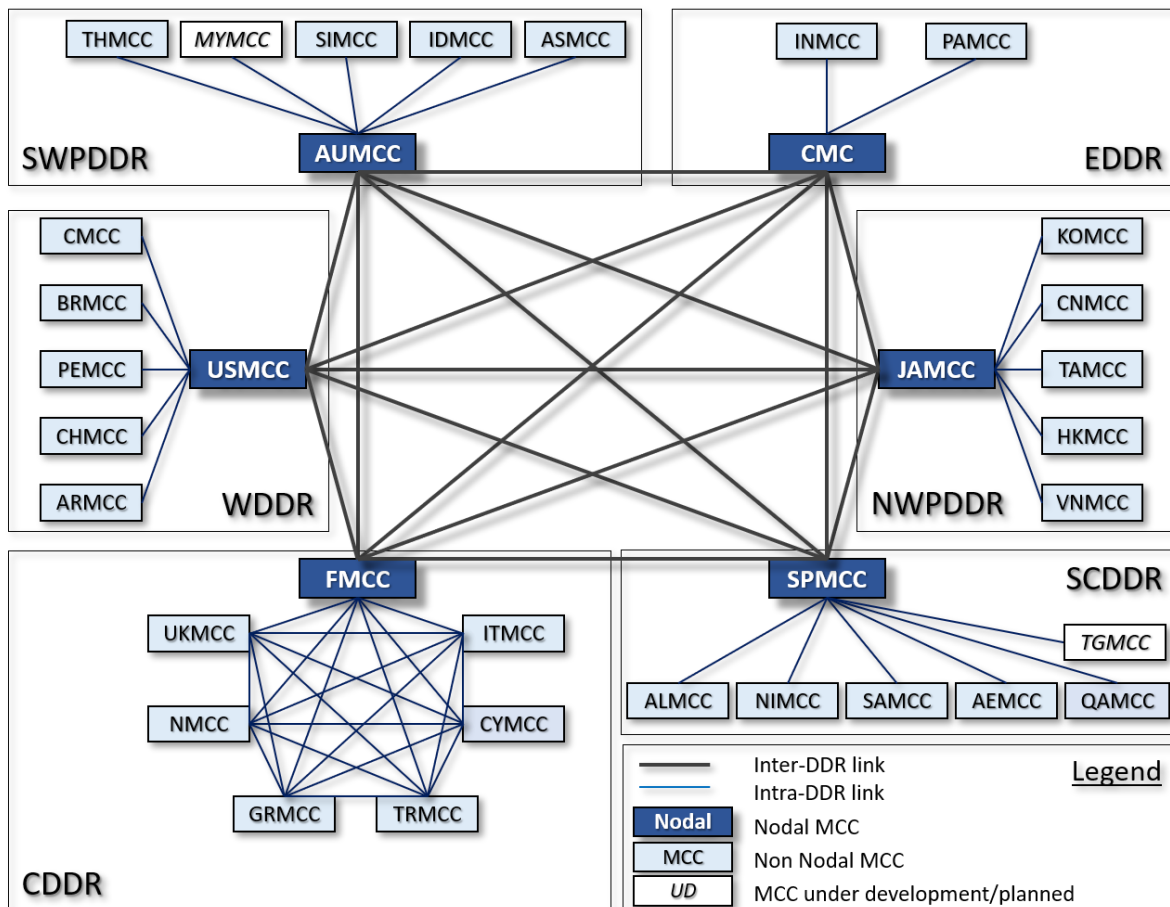 THMCC
MYMCC
SIMCC
IDMCC
ASMCC
AUMCC
SWPDDR
INMCC
PAMCC
CMC
EDDR
CMCC
BRMCC
PEMCC
CHMCC
ARMCC
USMCC
WDDR
JAMCC
KOMCC
CNMCC
TAMCC
HKMCC
VNMCC
NWPDDR
FMCC
UKMCC
ITMCC
NMCC
CYMCC
GRMCC
TRMCC
CDDR
SPMCC
SCDDR
TGMCC
ALMCC
NIMCC
SAMCC
AEMCC
QAMCC
Legend
Inter-DDR link
Intra-DDR link
Nodal Nodal MCC
MCC Non Nodal MCC
UD MCC under development/planned